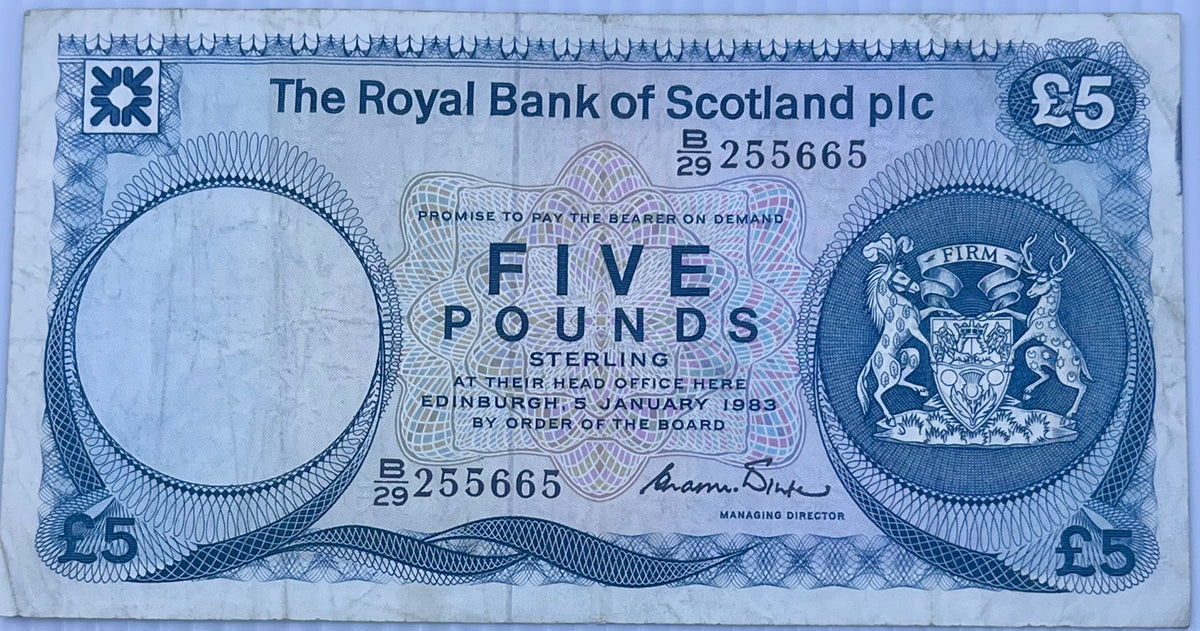 The Royal Bank of Scotland plc
£5
B/29 255665
PROMISE TO PAY THE BEARER ON DEMAND
FIVE
POUNDS
STERLING
AT THEIR HEAD OFFICE HERE
EDINBURGH, 5 JANUARY 1983
BY ORDER OF THE BOARD
FIRM
B/29 255665
MANAGING DIRECTOR
£5
£5